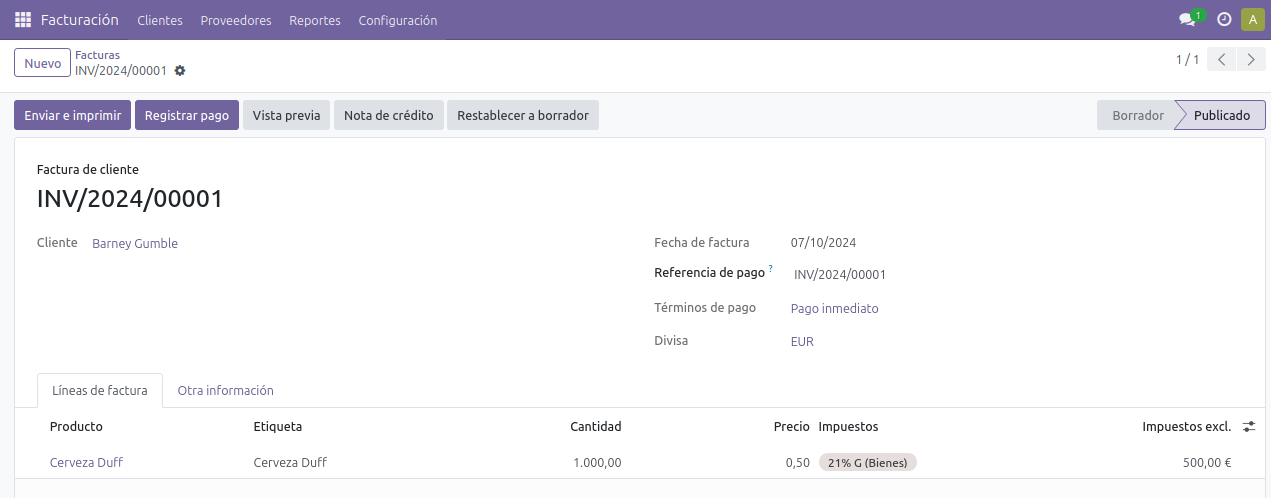 Facturación Clientes Proveedores Reportes Configuración 1 A
Nuevo Facturas 1 / 1
INV/2024/00001
Enviar e imprimir Registrar pago Vista previa Nota de crédito Restablecer a borrador Borrador Publicado
Factura de cliente
INV/2024/00001
Cliente Barney Gumble Fecha de factura 07/10/2024
Referencia de pago ? INV/2024/00001
Términos de pago Pago inmediato
Divisa EUR
Líneas de factura Otra información
Producto Etiqueta Cantidad Precio Impuestos Impuestos excl.
Cerveza Duff Cerveza Duff 1.000,00 0,50 21% G (Bienes) 500,00 €